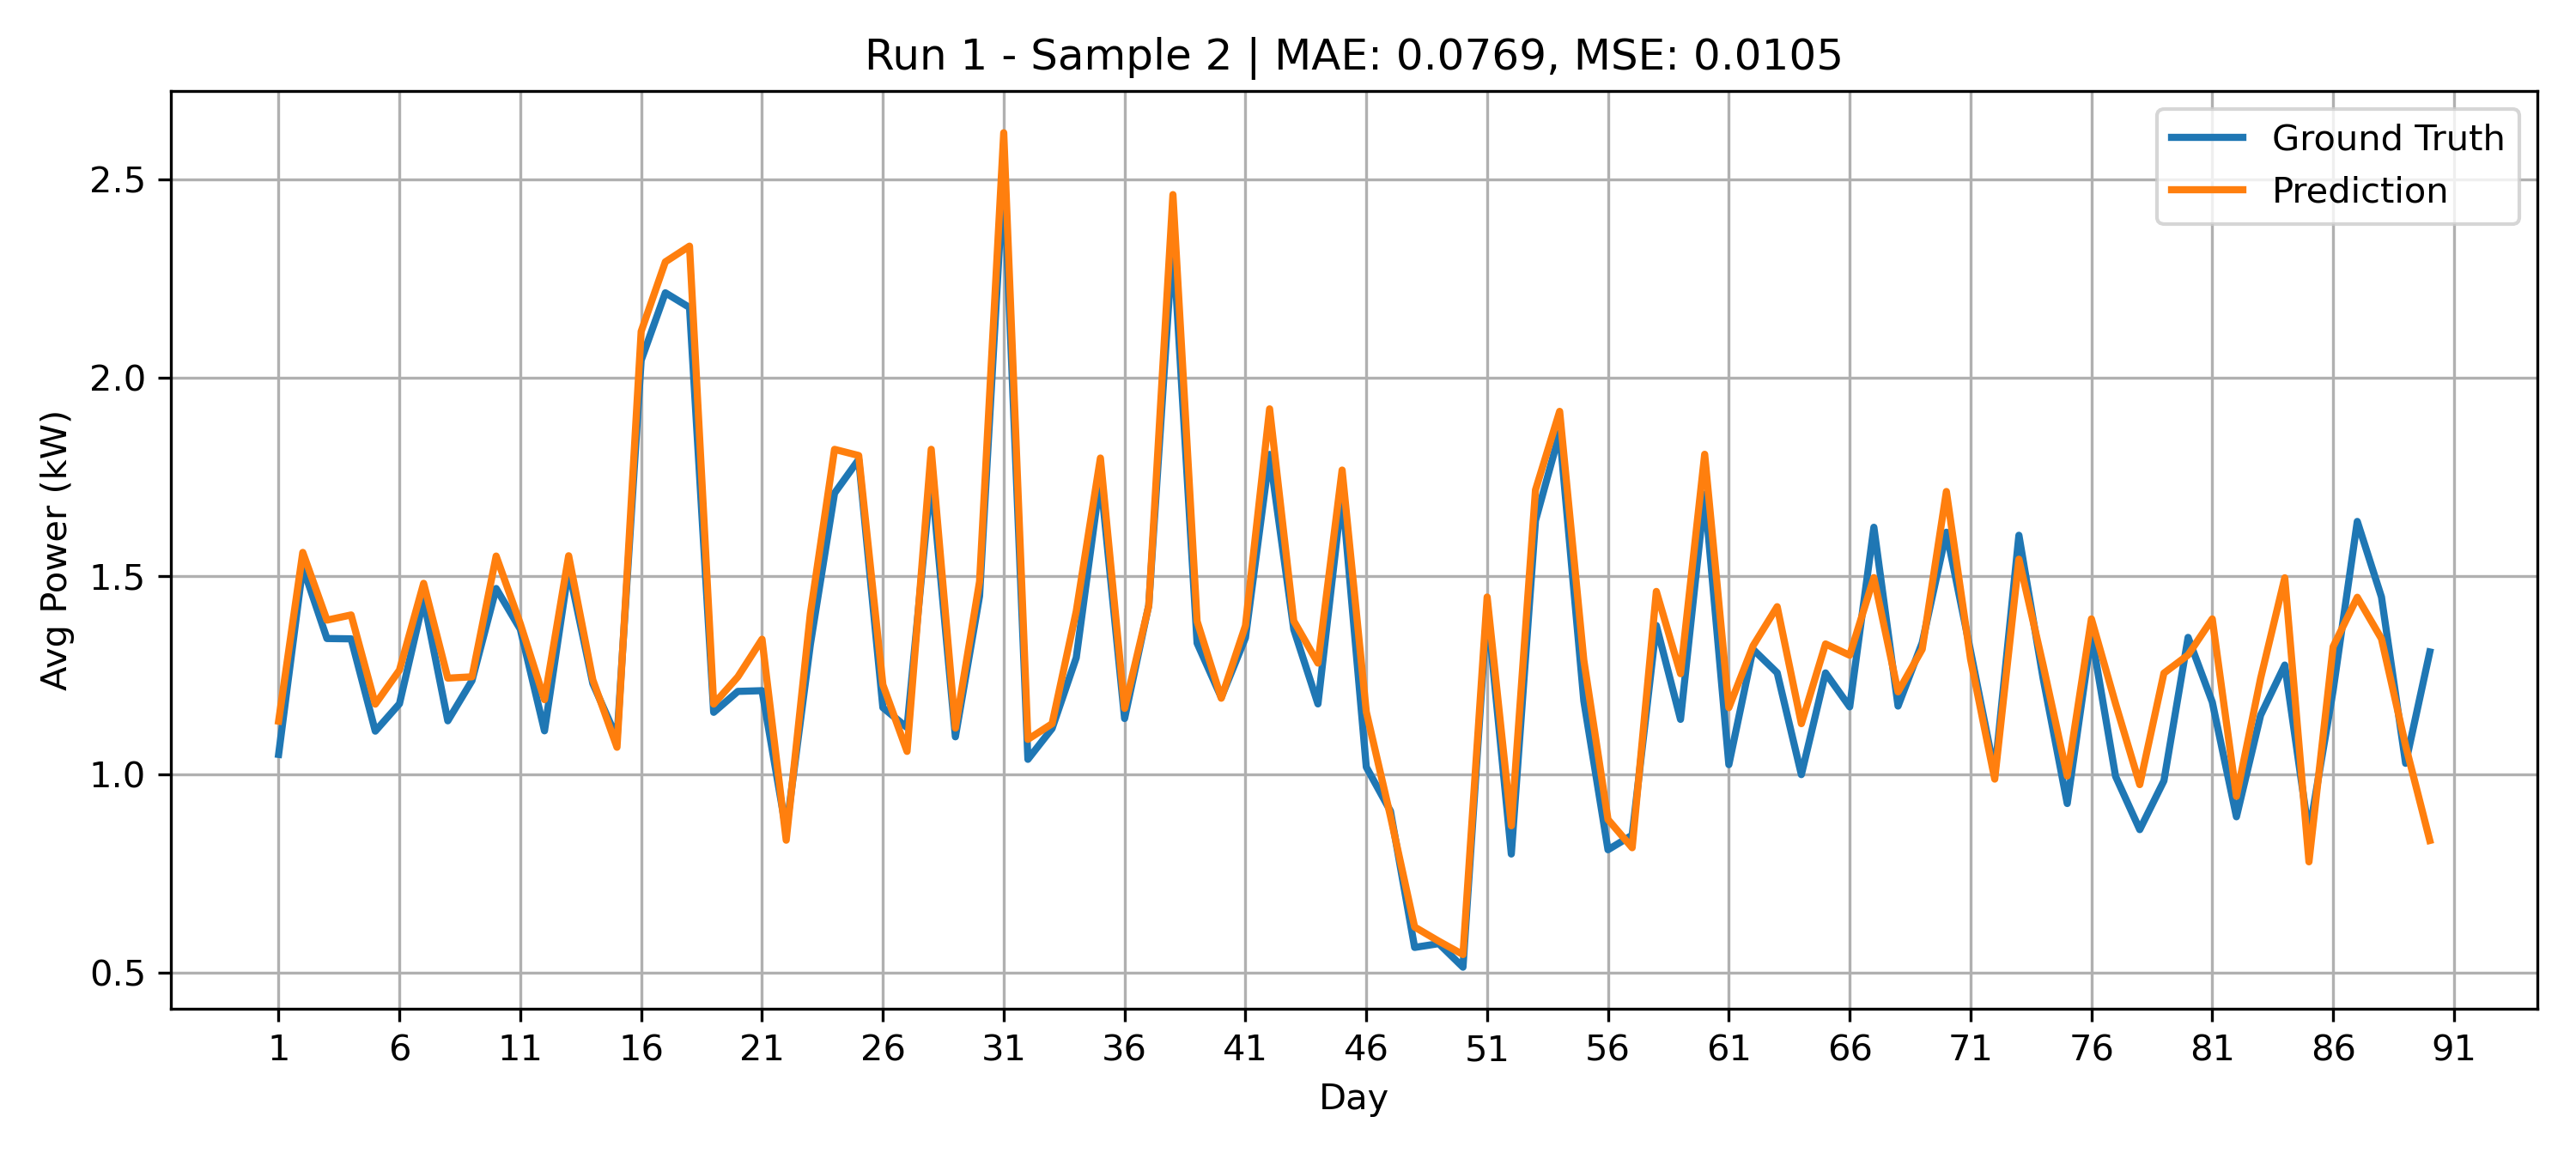 Run 1 - Sample 2 | MAE: 0.0769, MSE: 0.0105
Ground Truth
Prediction
Avg Power (kW)
2.5
2.0
1.5
1.0
0.5
1 6 11 16 21 26 31 36 41 46 51 56 61 66 71 76 81 86 91
Day